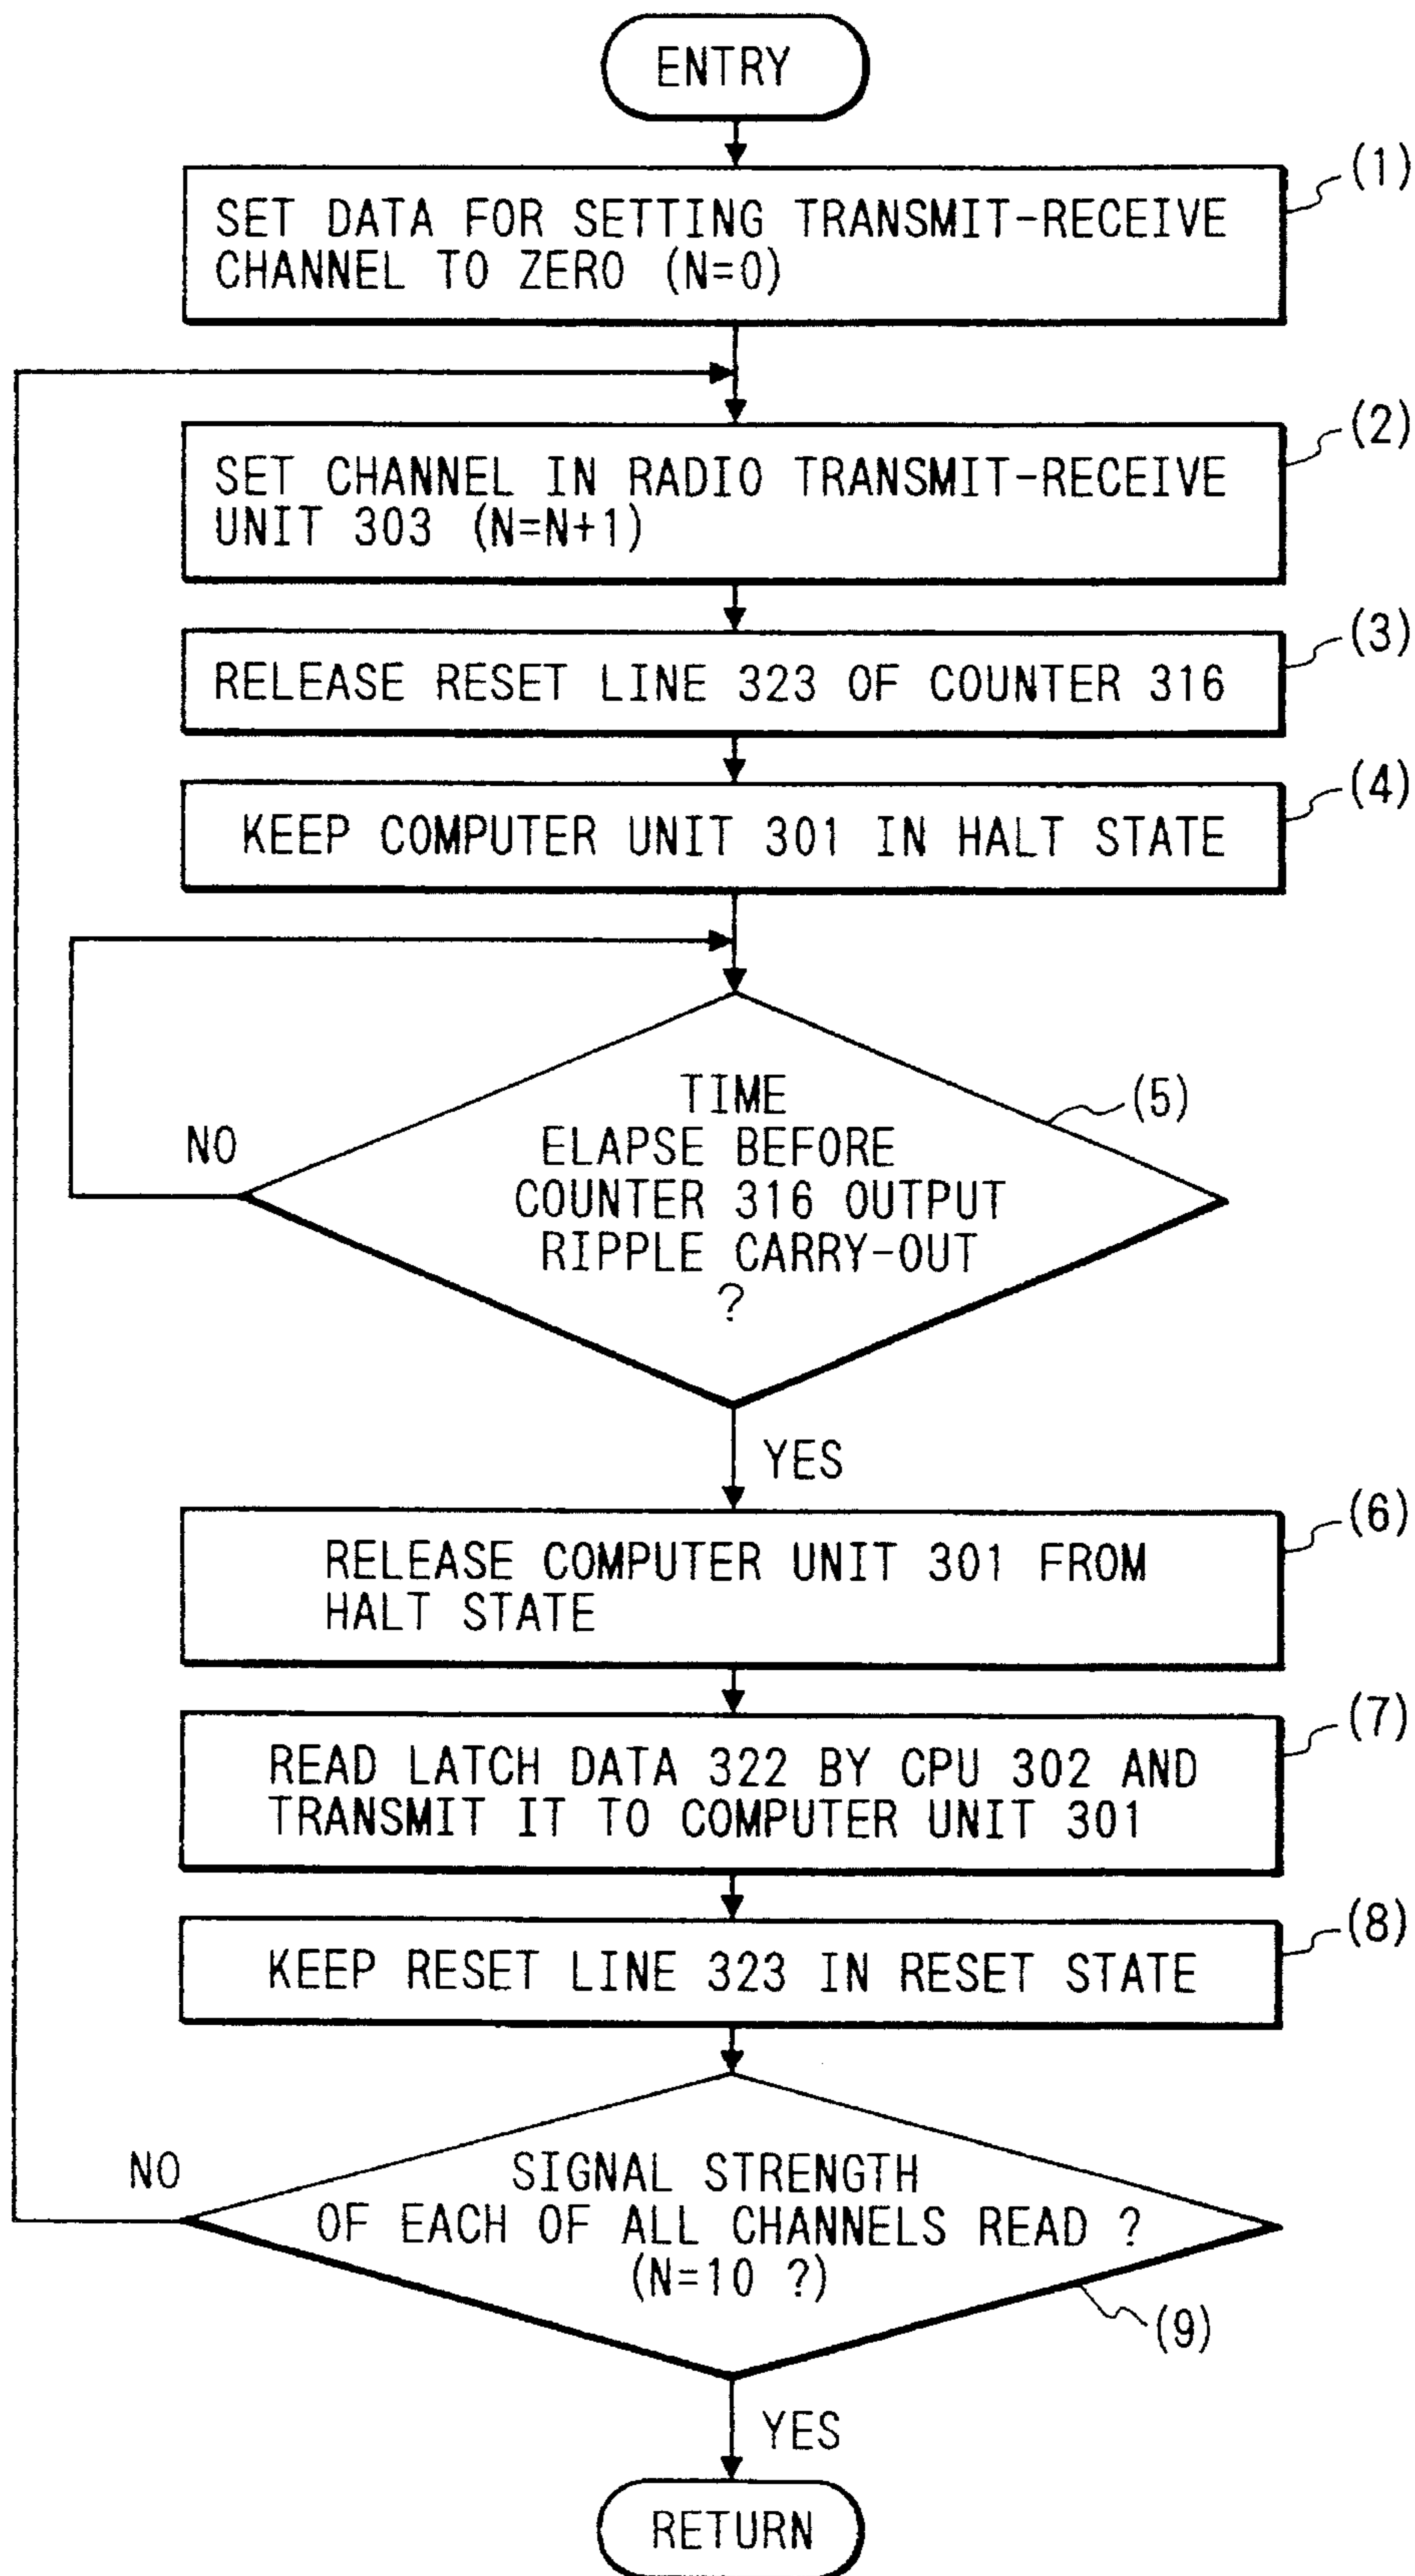 ENTRY
(1)
SET DATA FOR SETTING TRANSMIT-RECEIVE
CHANNEL TO ZERO (N=0)
(2)
SET CHANNEL IN RADIO TRANSMIT-RECEIVE
UNIT 303 (N=N+1)
(3)
RELEASE RESET LINE 323 OF COUNTER 316
(4)
KEEP COMPUTER UNIT 301 IN HALT STATE
(5)
TIME
ELAPSE BEFORE
COUNTER 316 OUTPUT
RIPPLE CARRY-OUT
?
NO
YES
(6)
RELEASE COMPUTER UNIT 301 FROM
HALT STATE
(7)
READ LATCH DATA 322 BY CPU 302 AND
TRANSMIT IT TO COMPUTER UNIT 301
(8)
KEEP RESET LINE 323 IN RESET STATE
NO
SIGNAL STRENGTH
OF EACH OF ALL CHANNELS READ ?
(N=10 ?)
(9)
YES
RETURN